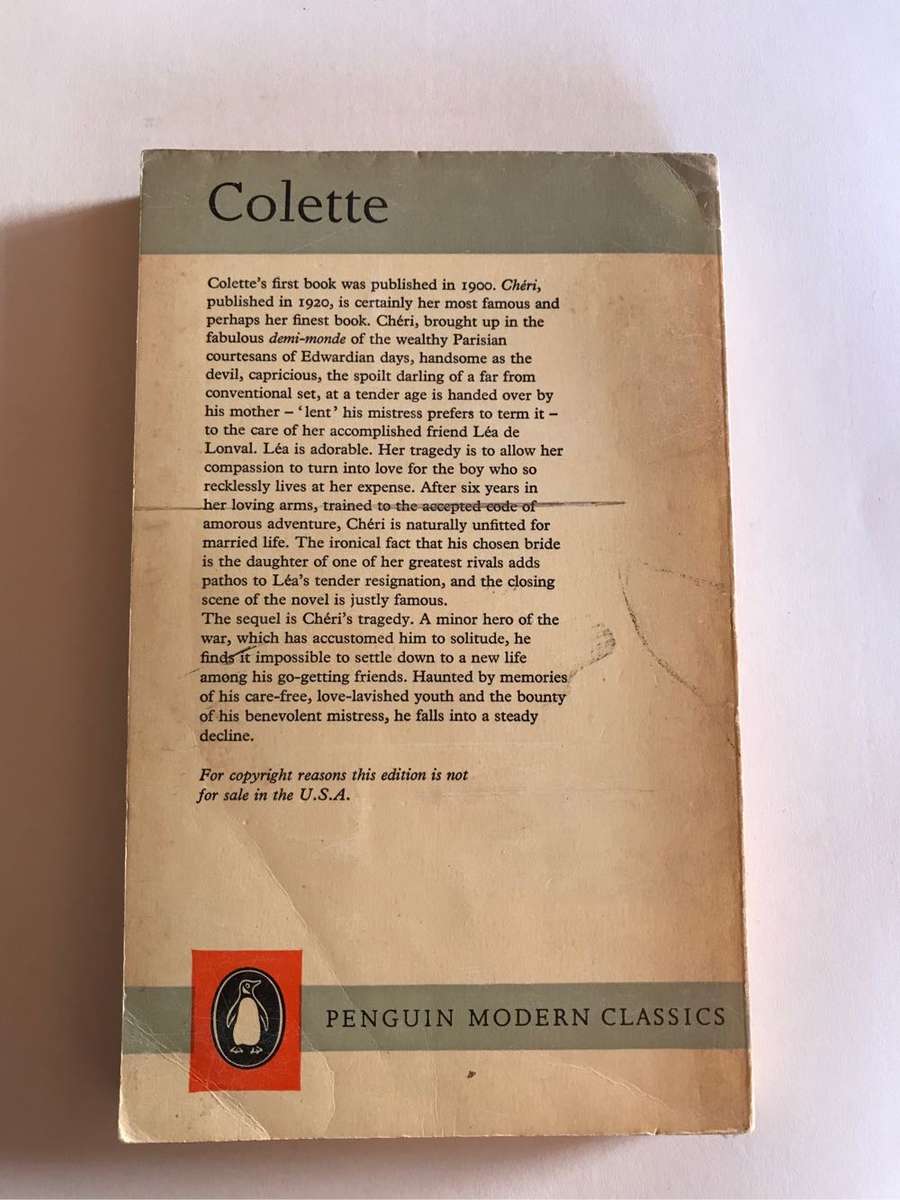 Colette
Colette's first book was published in 1900. Chéri,
published in 1920, is certainly her most famous and
perhaps her finest book. Chéri, brought up in the
fabulous demi-monde of the wealthy Parisian
courtesans of Edwardian days, handsome as the
devil, capricious, the spoilt darling of a far from
conventional set, at a tender age is handed over by
his mother – 'lent' his mistress prefers to term it –
to the care of her accomplished friend Léa de
Lonval. Léa is adorable. Her tragedy is to allow her
compassion to turn into love for the boy who so
recklessly lives at her expense. After six years in
her loving arms, trained to the accepted code of
amorous adventure, Chéri is naturally unfitted for
married life. The ironical fact that his chosen bride
is the daughter of one of her greatest rivals adds
pathos to Léa's tender resignation, and the closing
scene of the novel is justly famous.
The sequel is Chéri's tragedy. A minor hero of the
war, which has accustomed him to solitude, he
finds it impossible to settle down to a new life
among his go-getting friends. Haunted by memories
of his care-free, love-lavished youth and the bounty
of his benevolent mistress, he falls into a steady
decline.
For copyright reasons this edition is not
for sale in the U.S.A.
PENGUIN MODERN CLASSICS